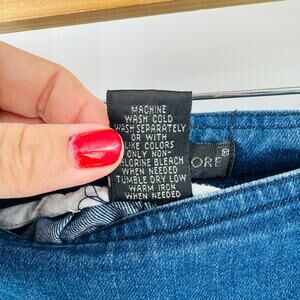 MACHINE
WASH COLD
WASH SEPARATELY
OR WITH
LIKE COLORS
ONLY NON-
CHLORINE BLEACH
WHEN NEEDED
TUMBLE DRY LOW
WARM IRON
WHEN NEEDED
ORE